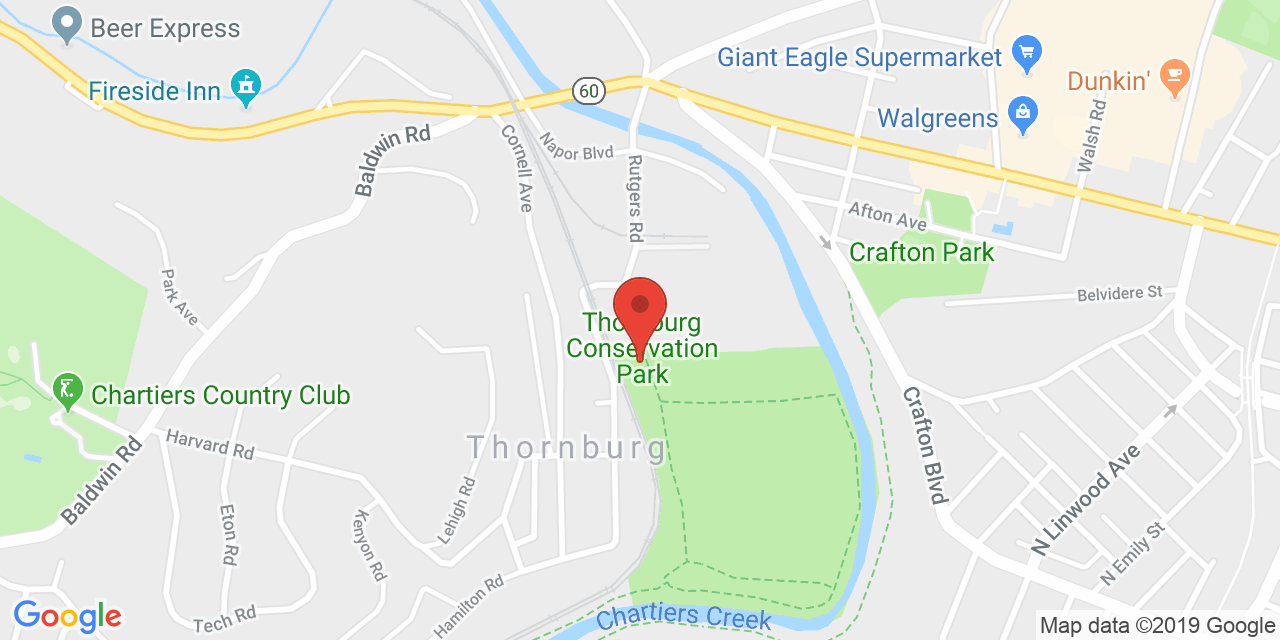 Beer Express
Fireside Inn
60
Giant Eagle Supermarket
Dunkin'
Walgreens
Walsh Rd
Baldwin Rd
Cornell Ave
Napor Blvd
Rutgers Rd
Afton Ave
Crafton Park
Belvidere St
Park Ave
Thornburg
Conservation
Park
Chartiers Country Club
Crafton Blvd
Harvard Rd
Thornburg
Baldwin Rd
Eton Rd
Kenyon Rd
Lehigh Rd
N Linwood Ave
N Emily St
Hamilton Rd
Tech Rd
Chartiers Creek
Google
Map data ©2019 Google